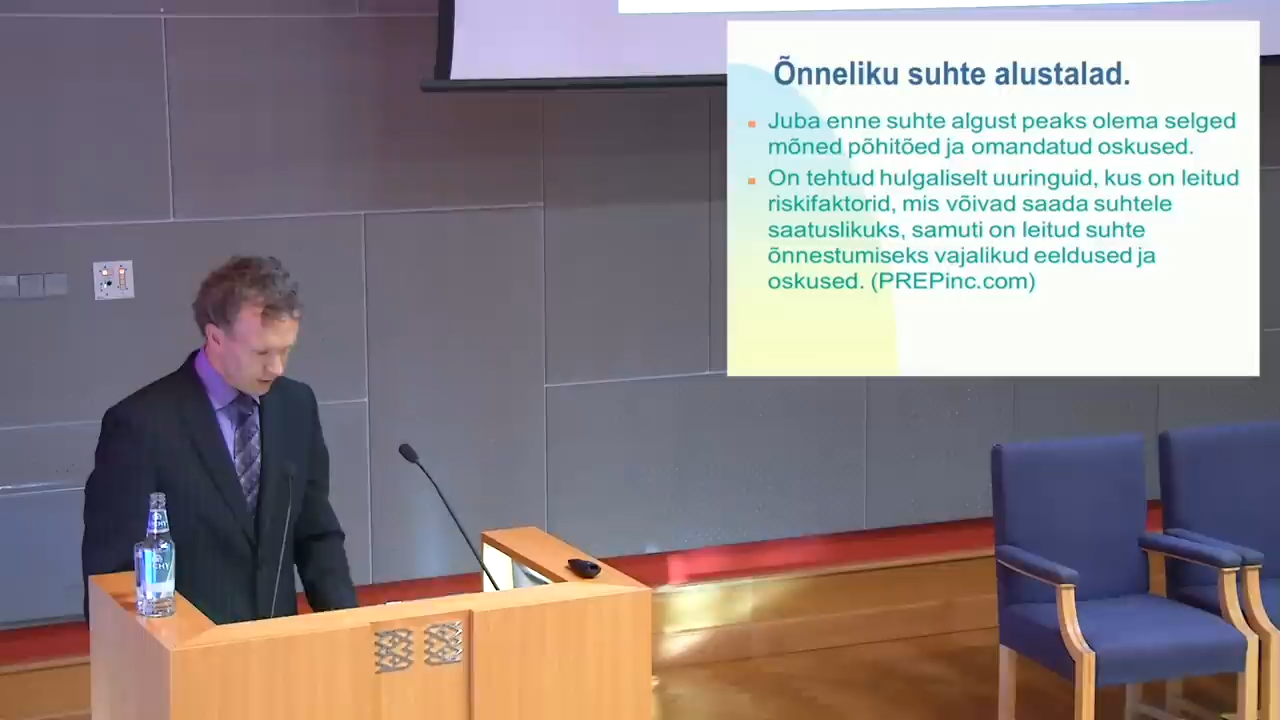 Õnneliku suhte alustalad.
Juba enne suhte algust peaks olema selged
mõned põhitõed ja omandatud oskused.
On tehtud hulgaliselt uuringuid, kus on leitud
riskifaktorid, mis võivad saada suhtele
saatuslikuks, samuti on leitud suhte
õnnestumiseks vajalikud eeldused ja
oskused. (PREPinc.com)